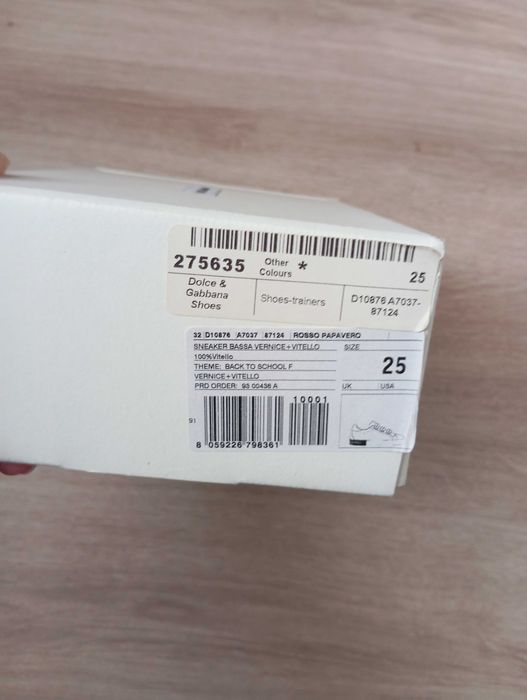 275635 Other Colours * 25
Dolce & Gabbana Shoes
Shoes-trainers
D10876 A7037-87124
32 D10876 A7037 87124 ROSSO PAPAVERO
SNEAKER BASSA VERNICE+VITELLO SIZE
100%Vitello
THEME: BACK TO SCHOOL F 25
VERNICE+VITELLO
PRD ORDER: 93 00436 A UK USA
10001
91
8 059226 798361